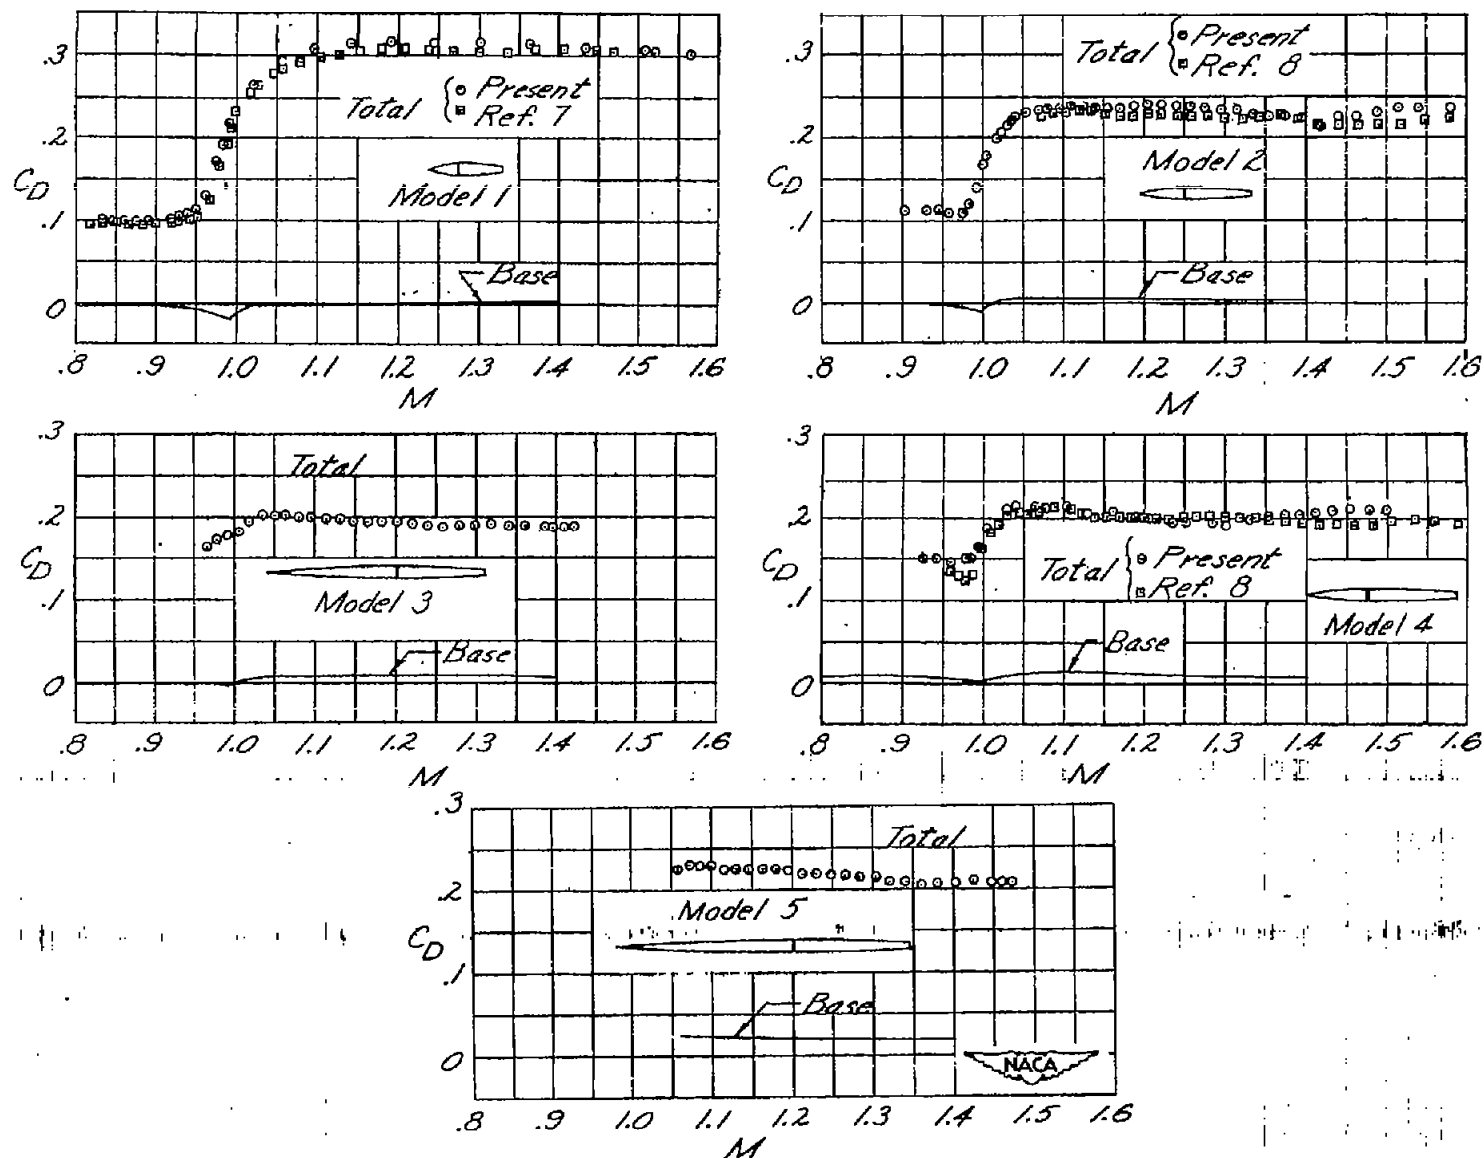 .3
.2
C_D
.1
0
Total { Present
Ref. 7
Model 1
Base
.8 .9 1.0 1.1 1.2 1.3 1.4 1.5 1.6
M
.3
.2
C_D
.1
0
Total { Present
Ref. 8
Model 2
Base
.8 .9 1.0 1.1 1.2 1.3 1.4 1.5 1.6
M
.3
.2
C_D
.1
0
Total
Model 3
Base
.8 .9 1.0 1.1 1.2 1.3 1.4 1.5 1.6
M
.3
.2
C_D
.1
0
Total { Present
Ref. 8
Model 4
Base
.8 .9 1.0 1.1 1.2 1.3 1.4 1.5 1.6
M
.3
.2
C_D
.1
0
Total
Model 5
Base
NACA
.8 .9 1.0 1.1 1.2 1.3 1.4 1.5 1.6
M